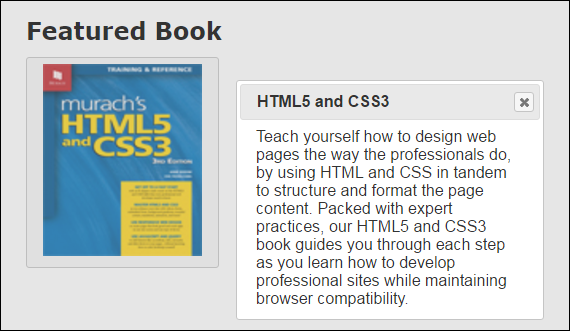 Featured Book
TRAINING & REFERENCE
murach's
HTML5
and CSS3
3RD EDITION
HTML5 and CSS3
Teach yourself how to design web
pages the way the professionals do,
by using HTML and CSS in tandem
to structure and format the page
content. Packed with expert
practices, our HTML5 and CSS3
book guides you through each step
as you learn how to develop
professional sites while maintaining
browser compatibility.